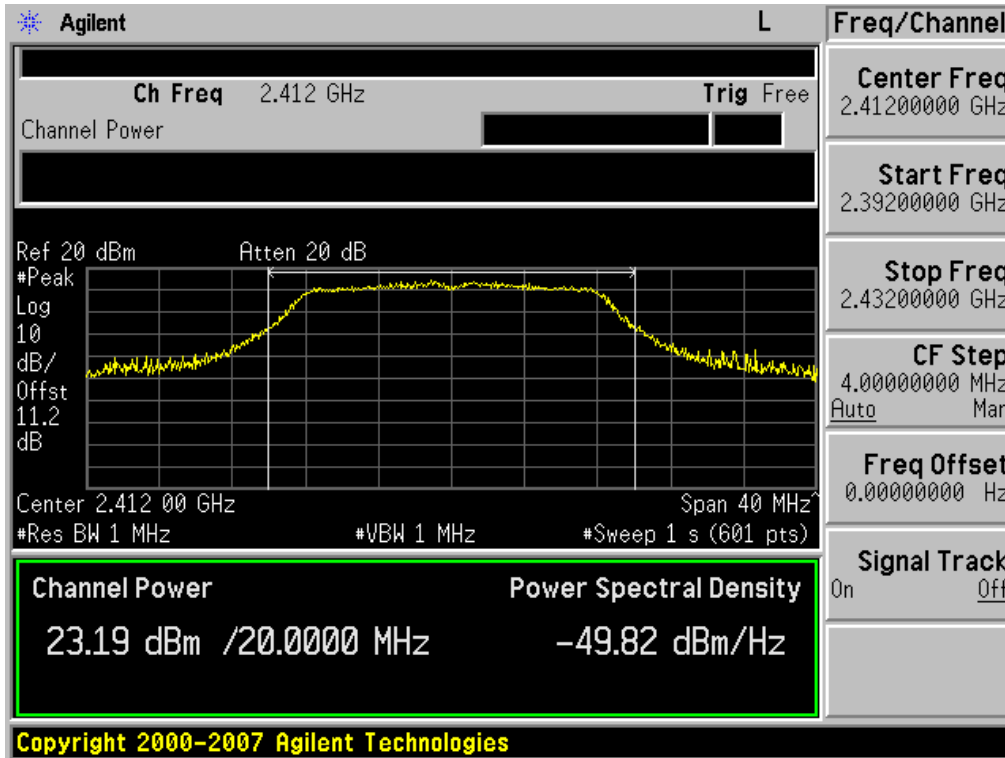 Agilent L Freq/Channel
Ch Freq 2.412 GHz Trig Free
Channel Power
Ref 20 dBm Atten 20 dB
#Peak
Log
10
dB/
Offst
11.2
dB
Center 2.412 00 GHz Span 40 MHz^
#Res BW 1 MHz #VBW 1 MHz #Sweep 1 s (601 pts)
Channel Power Power Spectral Density
23.19 dBm /20.0000 MHz -49.82 dBm/Hz
Copyright 2000-2007 Agilent Technologies
Center Freq
2.41200000 GHz
Start Freq
2.39200000 GHz
Stop Freq
2.43200000 GHz
CF Step
4.00000000 MHz
Auto Man
Freq Offset
0.00000000 Hz
Signal Track
On Off